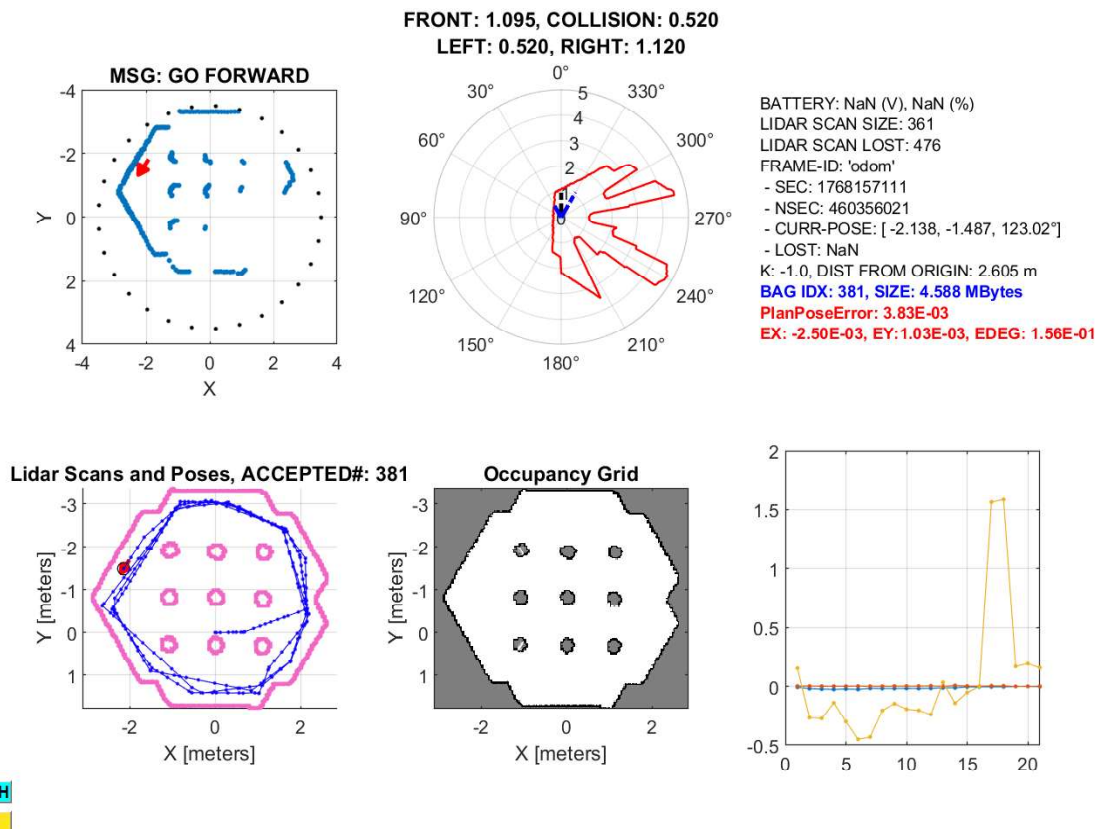 FRONT: 1.095, COLLISION: 0.520
LEFT: 0.520, RIGHT: 1.120
MSG: GO FORWARD
-4
-2
0
2
4
Y
-4
-2
0
2
4
X
0°
30°
330°
60°
300°
90°
270°
120°
240°
150°
210°
180°
5
4
3
2
1
0
BATTERY: NaN (V), NaN (%)
LIDAR SCAN SIZE: 361
LIDAR SCAN LOST: 476
FRAME-ID: 'odom'
- SEC: 1768157111
- NSEC: 460356021
- CURR-POSE: [ -2.138, -1.487, 123.02°]
- LOST: NaN
K: -1.0, DIST FROM ORIGIN: 2.605 m
BAG IDX: 381, SIZE: 4.588 MBytes
PlanPoseError: 3.83E-03
EX: -2.50E-03, EY:1.03E-03, EDEG: 1.56E-01
Lidar Scans and Poses, ACCEPTED#: 381
-3
-2
-1
0
1
Y [meters]
-2
0
2
X [meters]
Occupancy Grid
-3
-2
-1
0
1
Y [meters]
-2
0
2
X [meters]
2
1.5
1
0.5
0
-0.5
0
5
10
15
20
H